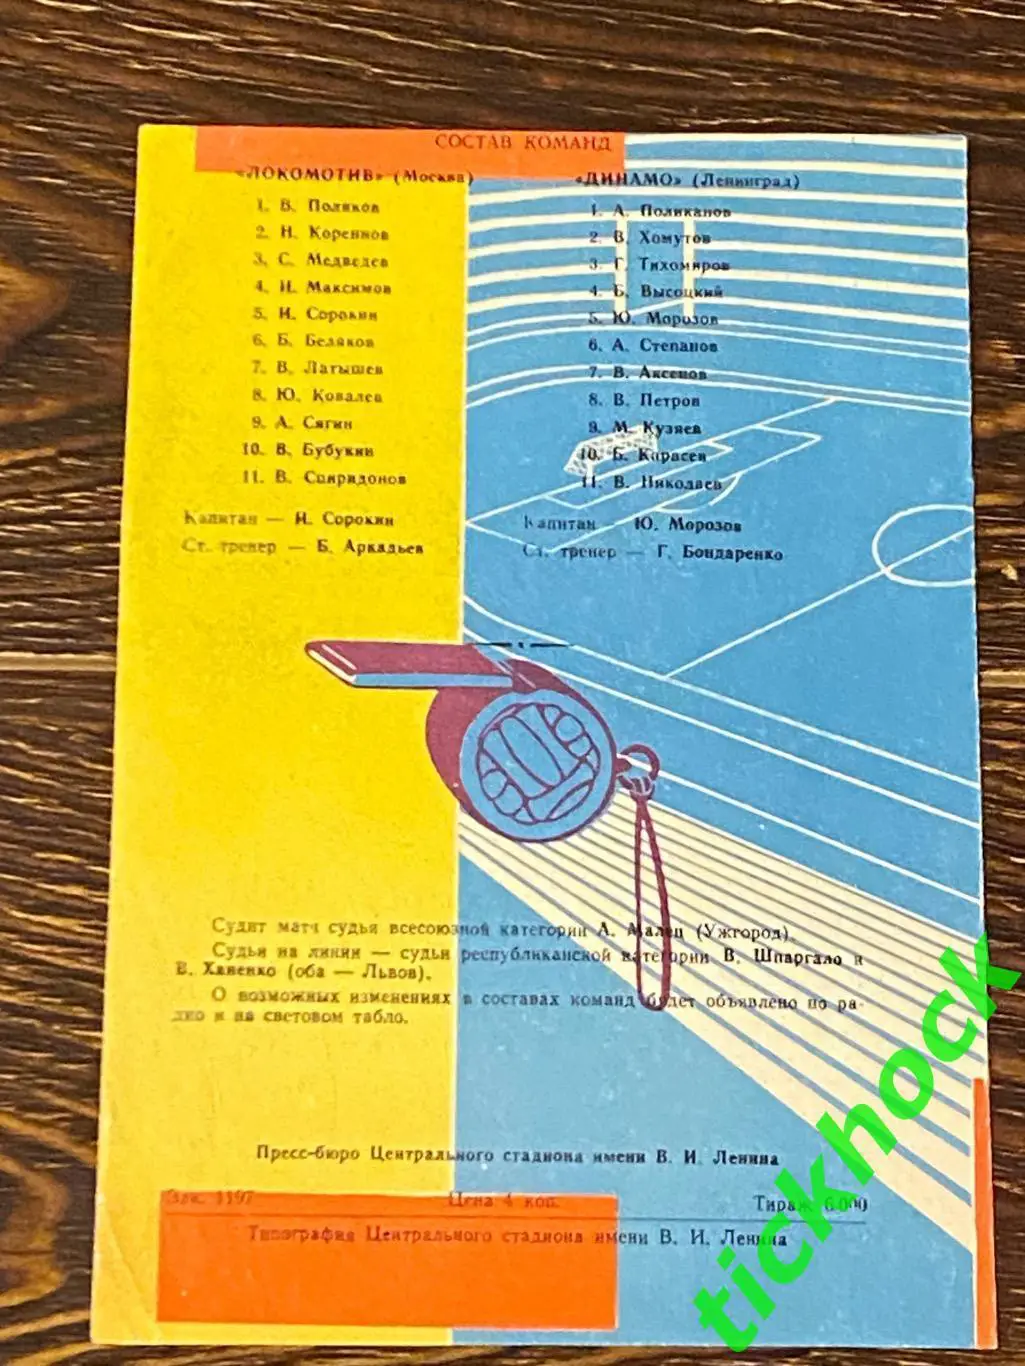 СОСТАВ КОМАНД
«ЛОКОМОТИВ» (Москва)
1. В. Поляков
2. Н. Коренков
3. С. Медведев
4. И. Максимов
5. И. Сорокин
6. Б. Беляков
7. В. Латышев
8. Ю. Ковалев
9. А. Сягин
10. В. Бубукин
11. В. Спиридонов
Капитан — И. Сорокин
Ст. тренер — Б. Аркадьев
«ДИНАМО» (Ленинград)
1. А. Поликанов
2. В. Хомутов
3. Г. Тихомиров
4. Б. Высоцкий
5. Ю. Морозов
6. А. Степанов
7. В. Аксенов
8. В. Петров
9. М. Кузяев
10. Б. Карасев
11. В. Николаев
Капитан — Ю. Морозов
Ст. тренер — Г. Бондаренко
Судит матч судья всесоюзной категории А. Малец (Ужгород).
Судьи на линии — судьи республиканской категории В. Шпаргало и
В. Ханенко (оба — Львов).
О возможных изменениях в составах команд будет объявлено по ра-
дио и на световом табло.
Пресс-бюро Центрального стадиона имени В. И. Ленина
Зак. 1197 Цена 4 коп. Тираж 6.000
Типография Центрального стадиона имени В. И. Ленина
tickhock